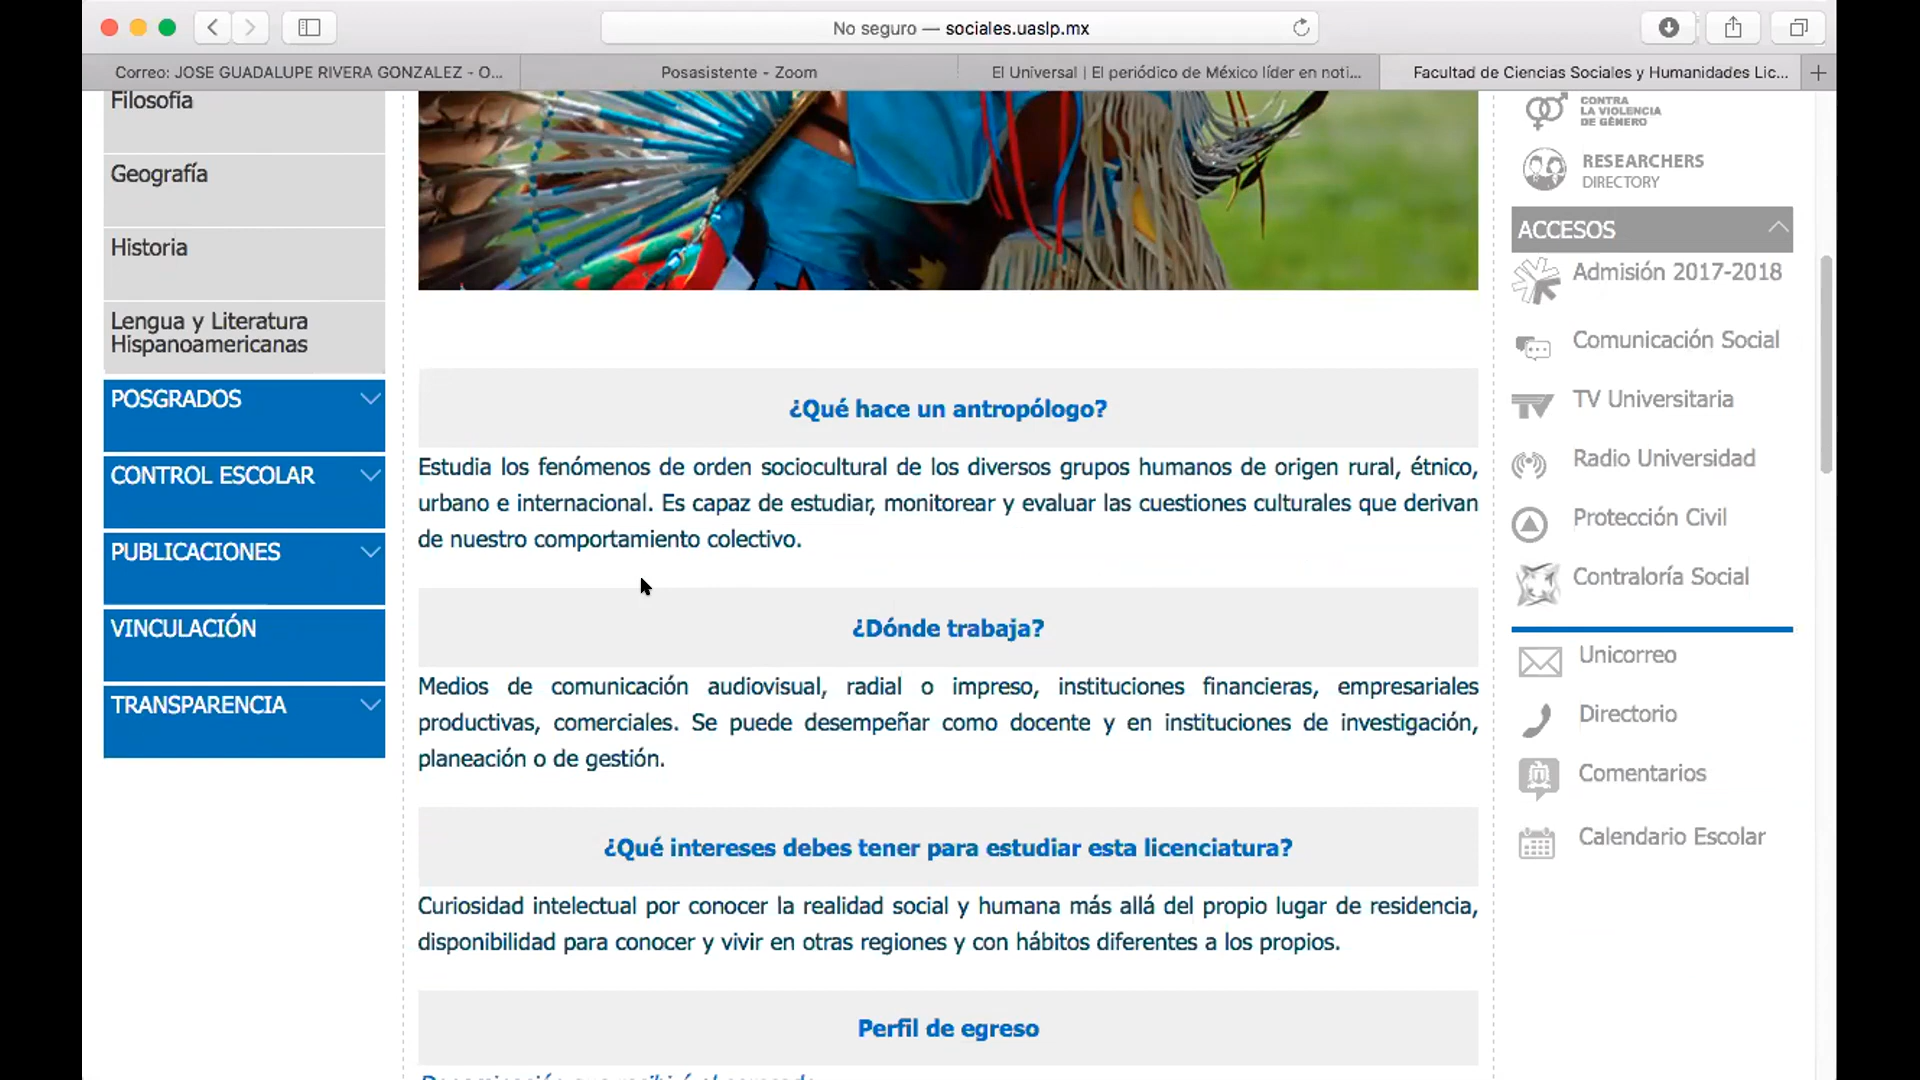 No seguro — sociales.uaslp.mx
Correo: JOSE GUADALUPE RIVERA GONZALEZ - O...
Posasistente - Zoom
El Universal | El periódico de México líder en noti...
Facultad de Ciencias Sociales y Humanidades Lic...
Filosofía
Geografía
Historia
Lengua y Literatura
Hispanoamericanas
POSGRADOS
CONTROL ESCOLAR
PUBLICACIONES
VINCULACIÓN
TRANSPARENCIA
¿Qué hace un antropólogo?
Estudia los fenómenos de orden sociocultural de los diversos grupos humanos de origen rural, étnico,
urbano e internacional. Es capaz de estudiar, monitorear y evaluar las cuestiones culturales que derivan
de nuestro comportamiento colectivo.
¿Dónde trabaja?
Medios de comunicación audiovisual, radial o impreso, instituciones financieras, empresariales
productivas, comerciales. Se puede desempeñar como docente y en instituciones de investigación,
planeación o de gestión.
¿Qué intereses debes tener para estudiar esta licenciatura?
Curiosidad intelectual por conocer la realidad social y humana más allá del propio lugar de residencia,
disponibilidad para conocer y vivir en otras regiones y con hábitos diferentes a los propios.
Perfil de egreso
CONTRA
LA VIOLENCIA
DE GÉNERO
RESEARCHERS
DIRECTORY
ACCESOS
Admisión 2017-2018
Comunicación Social
TV Universitaria
Radio Universidad
Protección Civil
Contraloría Social
Unicorreo
Directorio
Comentarios
Calendario Escolar